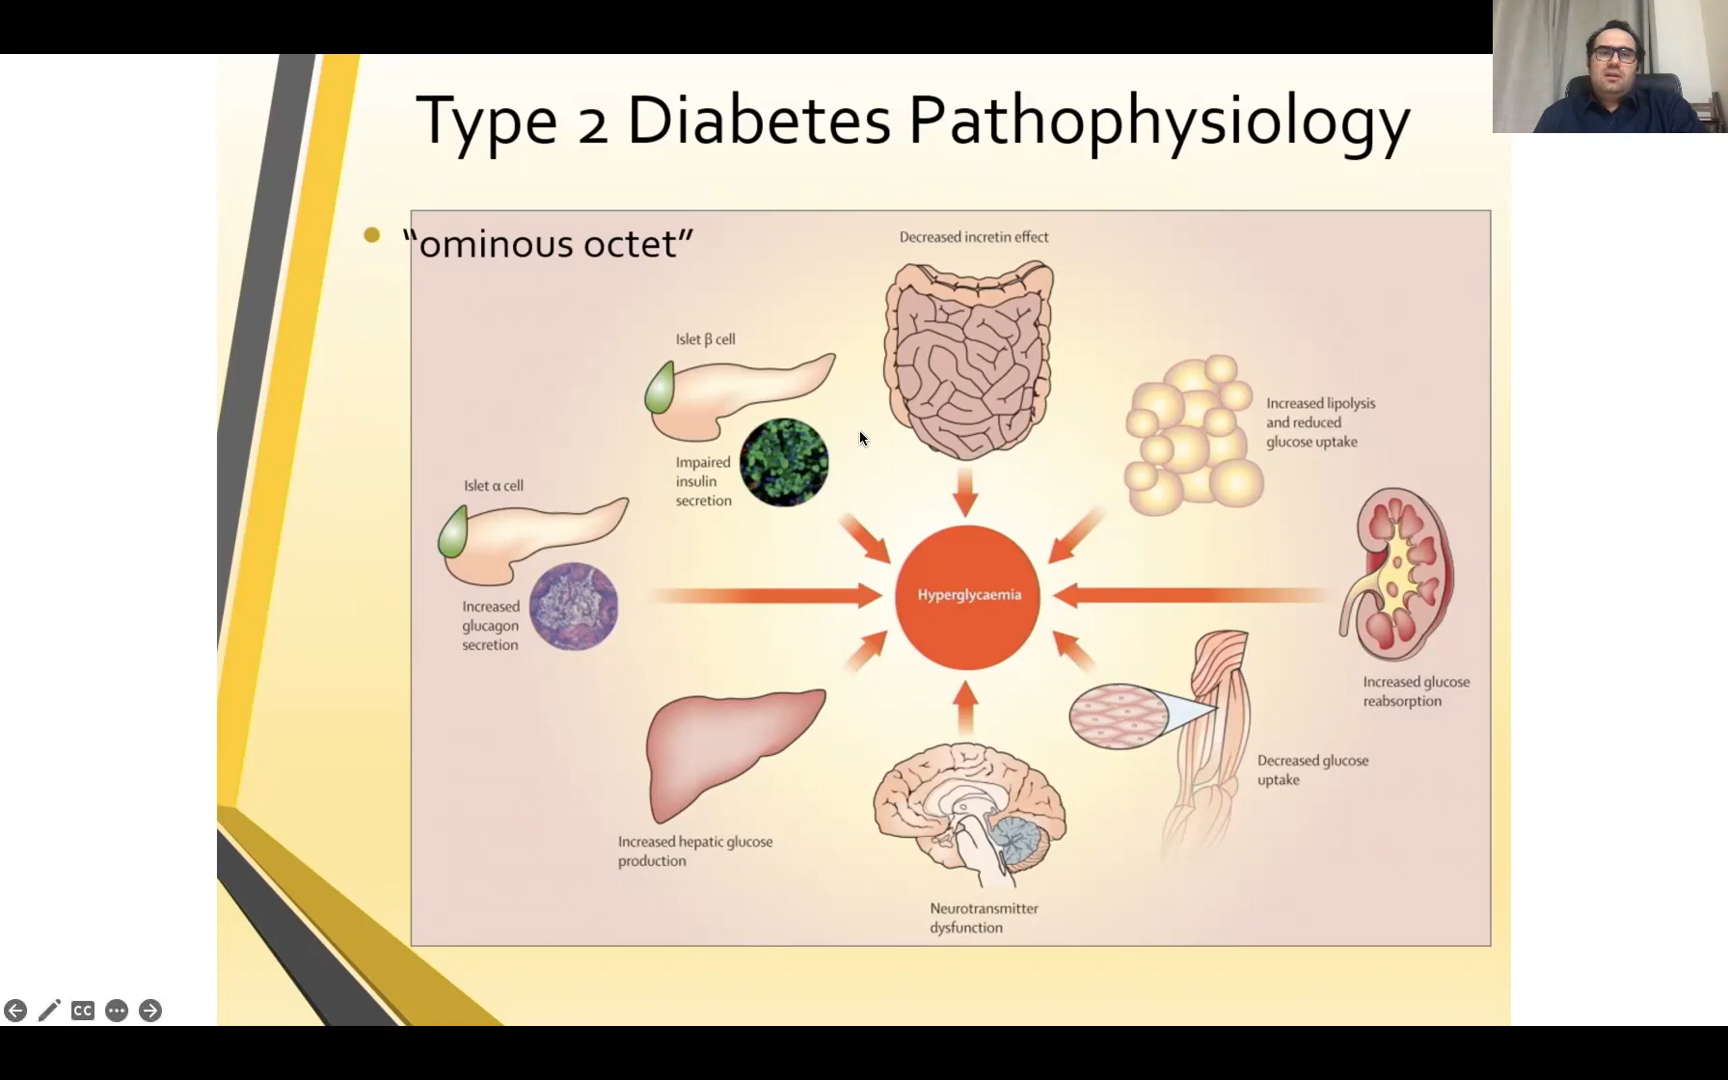 Type 2 Diabetes Pathophysiology
“ominous octet”
Decreased incretin effect
Islet β cell
Impaired
insulin
secretion
Increased lipolysis
and reduced
glucose uptake
Islet α cell
Increased
glucagon
secretion
Hyperglycaemia
Increased glucose
reabsorption
Decreased glucose
uptake
Increased hepatic glucose
production
Neurotransmitter
dysfunction
CC